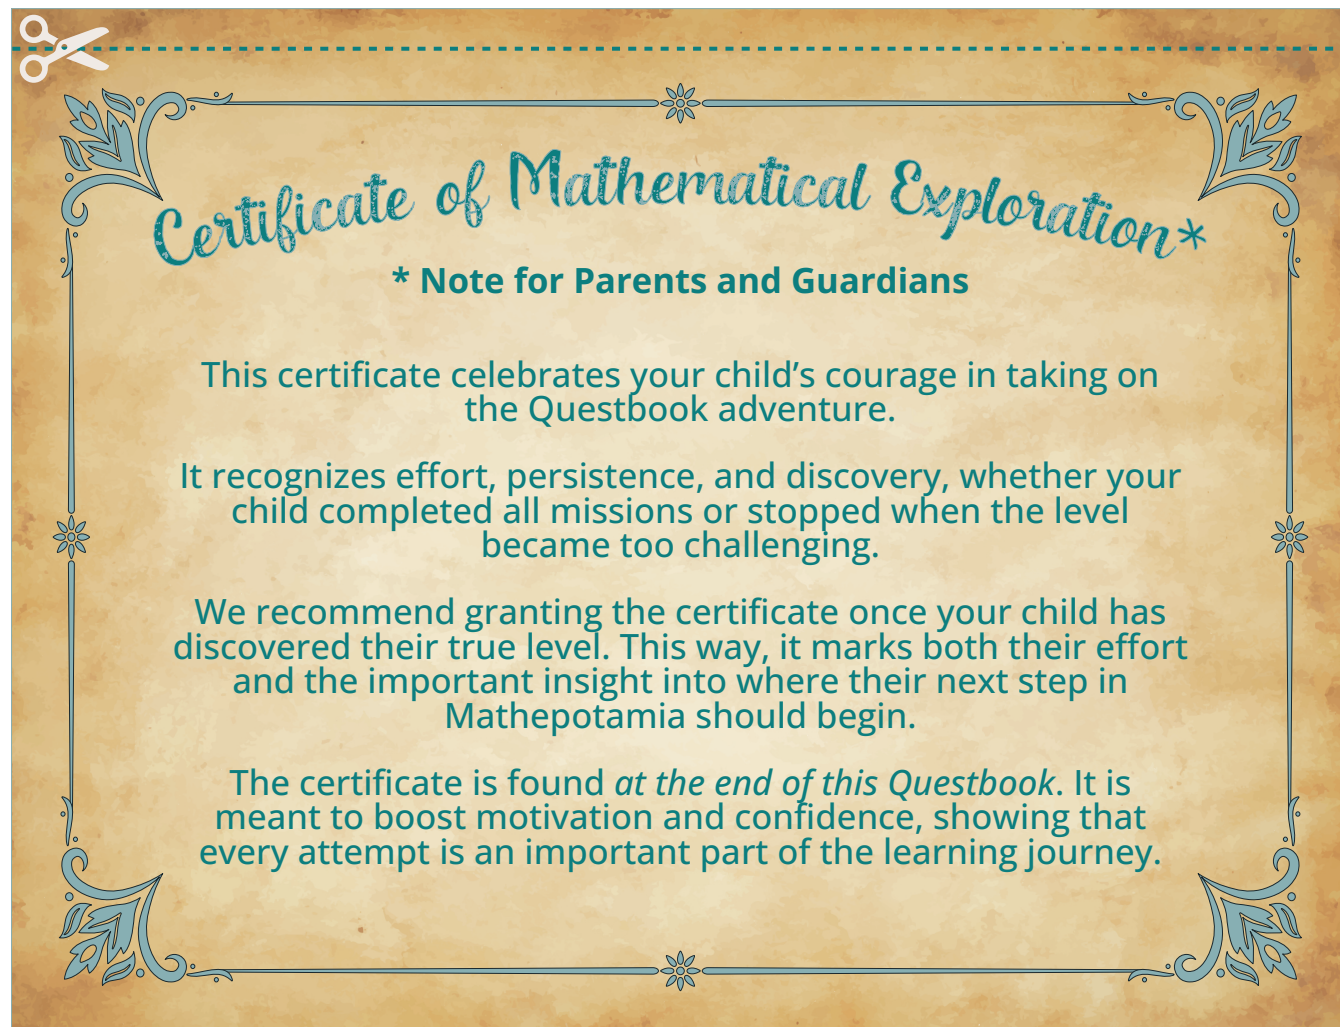 Certificate of Mathematical Exploration*
* Note for Parents and Guardians
This certificate celebrates your child’s courage in taking on
the Questbook adventure.
It recognizes effort, persistence, and discovery, whether your
child completed all missions or stopped when the level
became too challenging.
We recommend granting the certificate once your child has
discovered their true level. This way, it marks both their effort
and the important insight into where their next step in
Mathepotamia should begin.
The certificate is found at the end of this Questbook. It is
meant to boost motivation and confidence, showing that
every attempt is an important part of the learning journey.